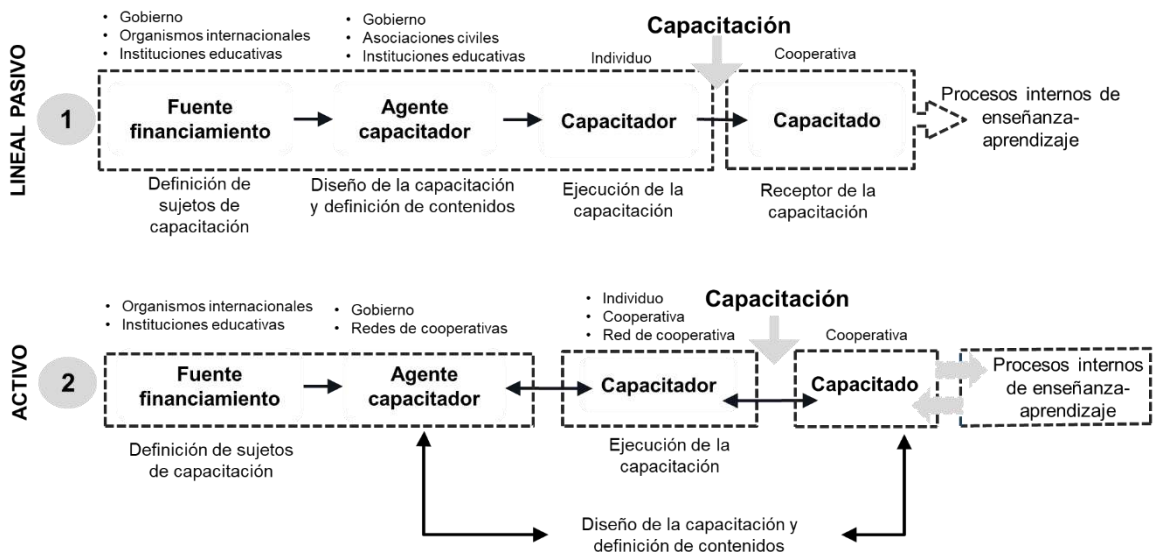 • Gobierno
• Organismos internacionales
• Instituciones educativas
• Gobierno
• Asociaciones civiles
• Instituciones educativas
Capacitación
Individuo
Cooperativa
LINEAL PASIVO
1
Fuente
financiamiento
Agente
capacitador
Capacitador
Capacitado
Procesos internos de
enseñanza-
aprendizaje
Definición de
sujetos de
capacitación
Diseño de la capacitación
y definición de contenidos
Ejecución de la
capacitación
Receptor de la
capacitación
• Organismos internacionales
• Instituciones educativas
• Gobierno
• Redes de cooperativas
• Individuo
• Cooperativa
• Red de cooperativa
Capacitación
Cooperativa
ACTIVO
2
Fuente
financiamiento
Agente
capacitador
Capacitador
Capacitado
Procesos internos
de enseñanza-
aprendizaje
Definición de sujetos
de capacitación
Ejecución de la
capacitación
Diseño de la capacitación y
definición de contenidos